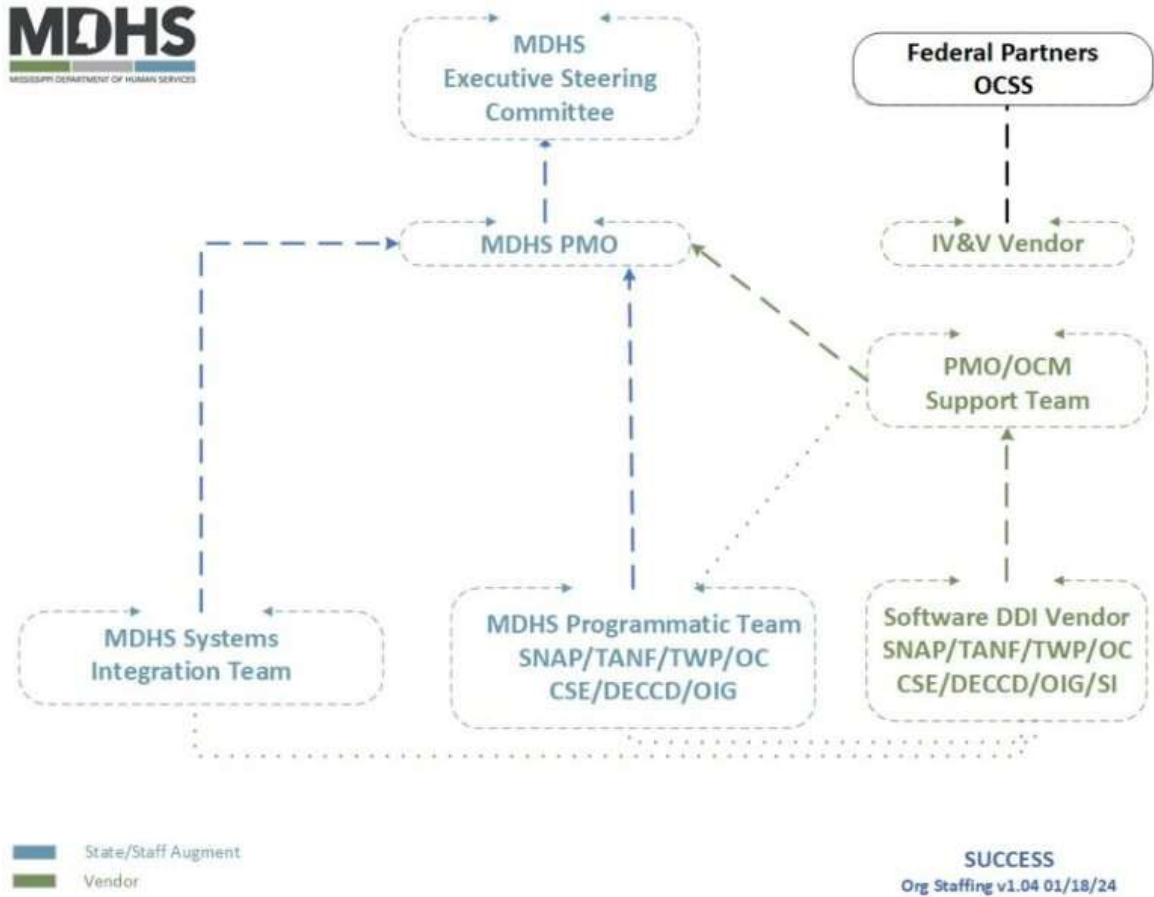 MDHS
MISSISSIPPI DEPARTMENT OF HUMAN SERVICES
MDHS
Executive Steering
Committee
Federal Partners
OCSS
MDHS PMO
IV&V Vendor
PMO/OCM
Support Team
MDHS Systems
Integration Team
MDHS Programmatic Team
SNAP/TANF/TWP/OC
CSE/DECCD/OIG
Software DDI Vendor
SNAP/TANF/TWP/OC
CSE/DECCD/OIG/SI
State/Staff Augment
Vendor
SUCCESS
Org Staffing v1.04 01/18/24